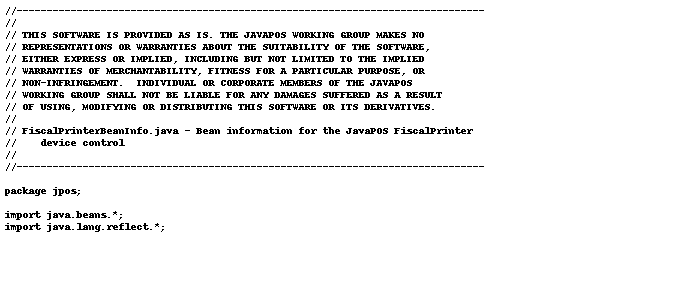 //------------------------------------------------------------------------------
//
// THIS SOFTWARE IS PROVIDED AS IS. THE JAVAPOS WORKING GROUP MAKES NO
// REPRESENTATIONS OR WARRANTIES ABOUT THE SUITABILITY OF THE SOFTWARE,
// EITHER EXPRESS OR IMPLIED, INCLUDING BUT NOT LIMITED TO THE IMPLIED
// WARRANTIES OF MERCHANTABILITY, FITNESS FOR A PARTICULAR PURPOSE, OR
// NON-INFRINGEMENT.  INDIVIDUAL OR CORPORATE MEMBERS OF THE JAVAPOS
// WORKING GROUP SHALL NOT BE LIABLE FOR ANY DAMAGES SUFFERED AS A RESULT
// OF USING, MODIFYING OR DISTRIBUTING THIS SOFTWARE OR ITS DERIVATIVES.
//
// FiscalPrinterBeanInfo.java - Bean information for the JavaPOS FiscalPrinter
//    device control
//
//------------------------------------------------------------------------------
package jpos;
import java.beans.*;
import java.lang.reflect.*;